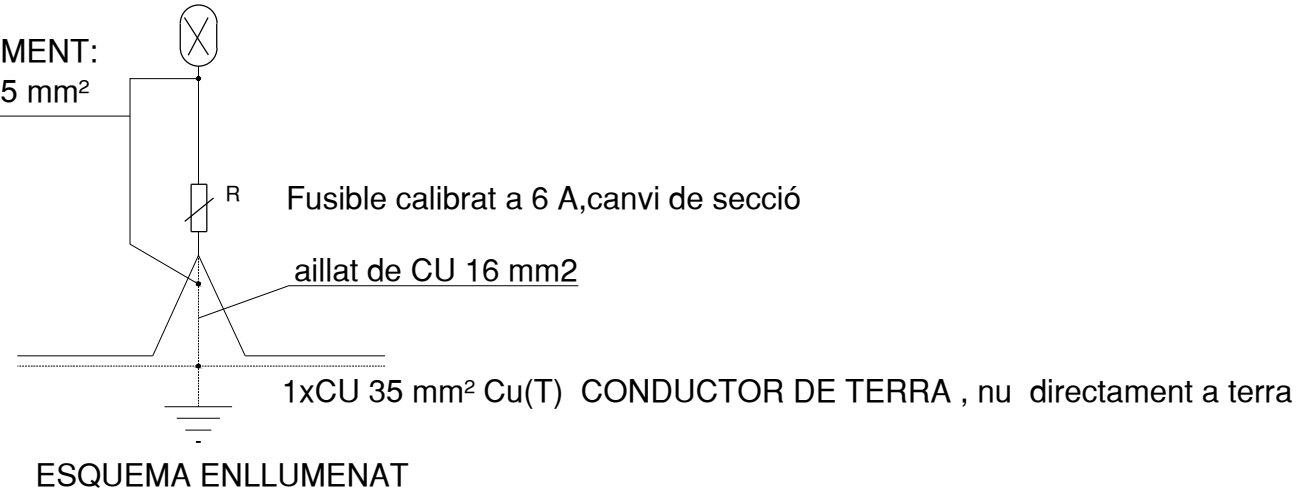 MENT:
5 mm²
R
Fusible calibrat a 6 A,canvi de secció
aillat de CU 16 mm2
1xCU 35 mm² Cu(T) CONDUCTOR DE TERRA , nu directament a terra
ESQUEMA ENLLUMENAT